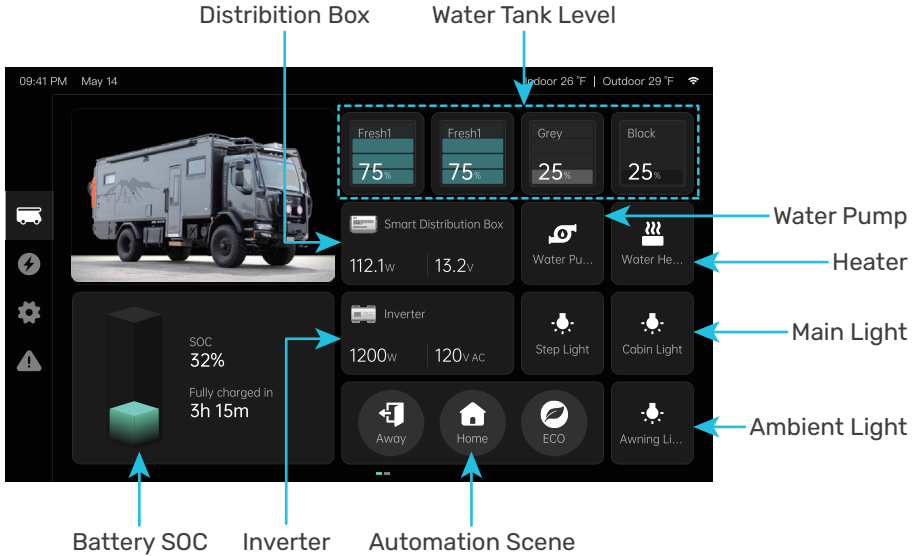 Distribition Box
Water Tank Level
09:41 PM May 14
Indoor 26 ℉ | Outdoor 29 ℉
Fresh1
75%
Fresh1
75%
Grey
25%
Black
25%
Water Pump
Smart Distribution Box
112.1W
13.2V
Water Pu...
Water He...
Heater
Inverter
1200W
120V AC
Step Light
Cabin Light
Main Light
SOC
32%
Fully charged in
3h 15m
Away
Home
ECO
Awning Li...
Ambient Light
Battery SOC
Inverter
Automation Scene